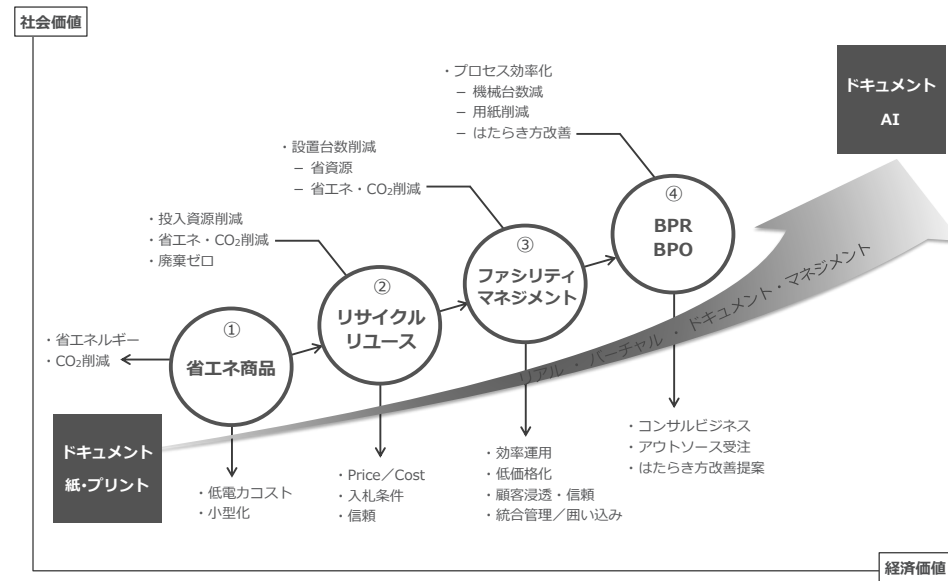 社会価値
ドキュメント
AI
・プロセス効率化
− 機械台数減
− 用紙削減
− はたらき方改善
・設置台数削減
− 省資源
− 省エネ・CO₂削減
・投入資源削減
・省エネ・CO₂削減
・廃棄ゼロ
・省エネルギー
・CO₂削減
①
省エネ商品
②
リサイクル
リユース
③
ファシリティ
マネジメント
④
BPR
BPO
リアル ・ バーチャル ・ ドキュメント・マネジメント
ドキュメント
紙・プリント
・低電力コスト
・小型化
・Price／Cost
・入札条件
・信頼
・効率運用
・低価格化
・顧客浸透・信頼
・統合管理／囲い込み
・コンサルビジネス
・アウトソース受注
・はたらき方改善提案
経済価値